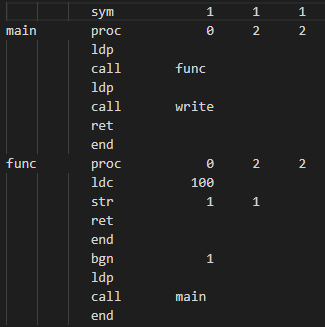 sym 1 1 1
main proc 0 2 2
ldp
call func
ldp
call write
ret
end
func proc 0 2 2
ldc 100
str 1 1
ret
end
bgn 1
ldp
call main
end